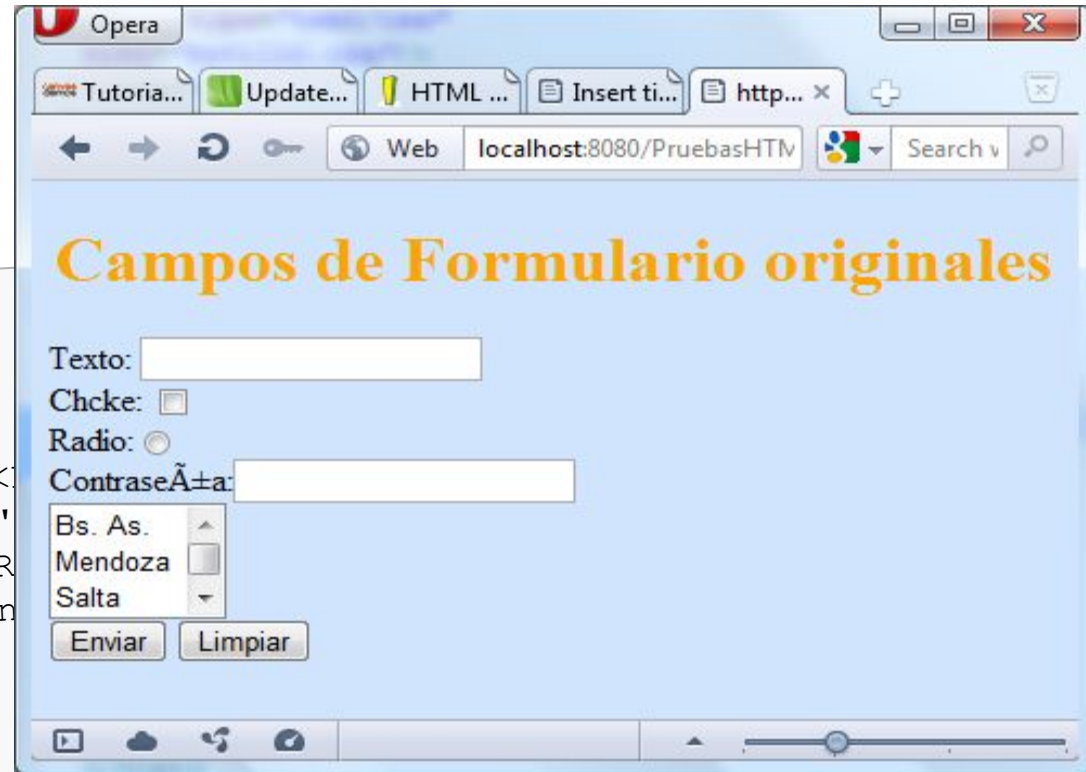 Opera
Tutoria... Update... HTML ... Insert ti... http...
Web localhost:8080/PruebasHTM Search
Campos de Formulario originales
Texto:
Chcke:
Radio:
ContraseÃ±a:
Bs. As.
Mendoza
Salta
Enviar Limpiar